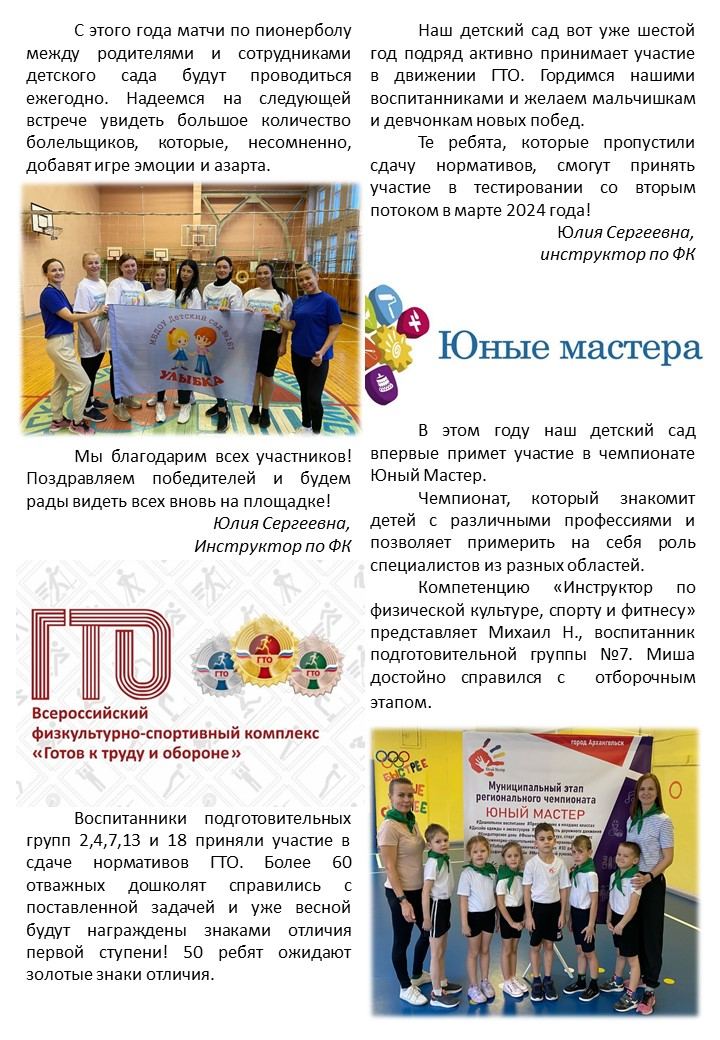 С этого года матчи по пионерболу
между родителями и сотрудниками
детского сада будут проводиться
ежегодно. Надеемся на следующей
встрече увидеть большое количество
болельщиков, которые, несомненно,
добавят игре эмоции и азарта.
МБДОУ Детский сад №167
УЛЫБКА
Мы благодарим всех участников!
Поздравляем победителей и будем
рады видеть всех вновь на площадке!
Юлия Сергеевна,
Инструктор по ФК
ГТО
ГТО
ГТО
ГТО
Всероссийский
физкультурно-спортивный комплекс
«Готов к труду и обороне»
Воспитанники подготовительных
групп 2,4,7,13 и 18 приняли участие в
сдаче нормативов ГТО. Более 60
отважных дошколят справились с
поставленной задачей и уже весной
будут награждены знаками отличия
первой ступени! 50 ребят ожидают
золотые знаки отличия.
Наш детский сад вот уже шестой
год подряд активно принимает участие
в движении ГТО. Гордимся нашими
воспитанниками и желаем мальчишкам
и девчонкам новых побед.
Те ребята, которые пропустили
сдачу нормативов, смогут принять
участие в тестировании со вторым
потоком в марте 2024 года!
Юлия Сергеевна,
инструктор по ФК
Юные мастера
В этом году наш детский сад
впервые примет участие в чемпионате
Юный Мастер.
Чемпионат, который знакомит
детей с различными профессиями и
позволяет примерить на себя роль
специалистов из разных областей.
Компетенцию «Инструктор по
физической культуре, спорту и фитнесу»
представляет Михаил Н., воспитанник
подготовительной группы №7. Миша
достойно справился с отборочным
этапом.
город Архангельск
БЫСТРЕЕ
Муниципальный этап
регионального чемпионата
ЮНЫЙ МАСТЕР
#Дошкольное воспитание